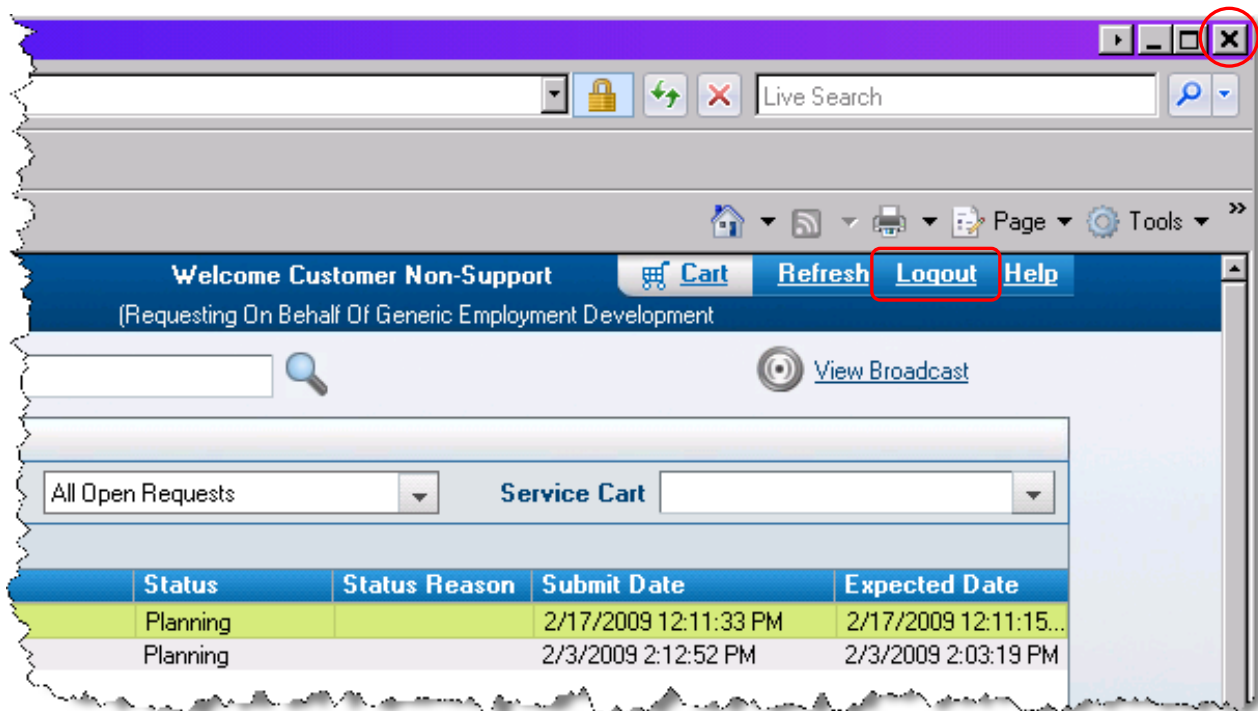 Live Search
Page Tools »
Welcome Customer Non-Support Cart Refresh Logout Help
(Requesting On Behalf Of Generic Employment Development
View Broadcast
All Open Requests Service Cart
Status Status Reason Submit Date Expected Date
Planning 2/17/2009 12:11:33 PM 2/17/2009 12:11:15...
Planning 2/3/2009 2:12:52 PM 2/3/2009 2:03:19 PM